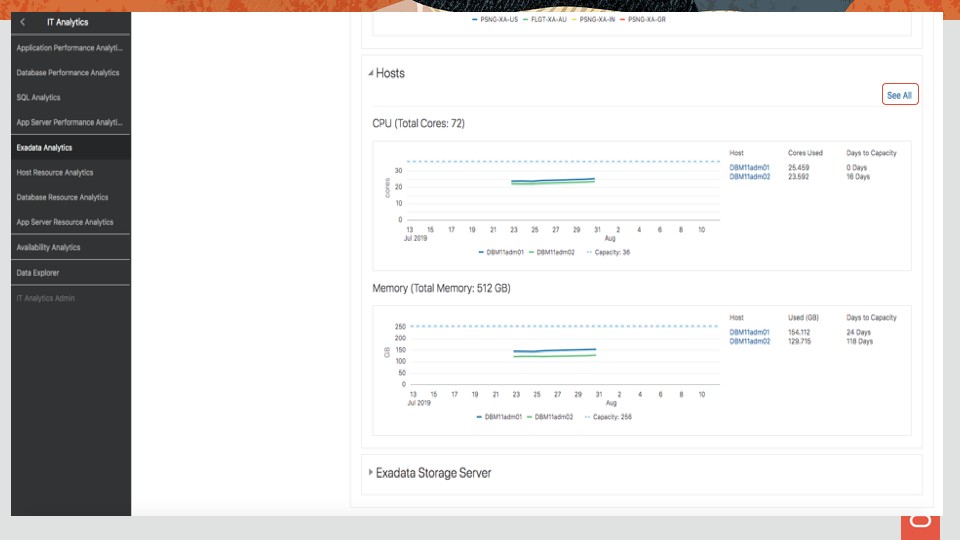 IT Analytics
Application Performance Analyti...
Database Performance Analytics
SQL Analytics
App Server Performance Analyti...
Exadata Analytics
Host Resource Analytics
Database Resource Analytics
App Server Resource Analytics
Availability Analytics
Data Explorer
IT Analytics Admin
PSNG-XA-US FLGT-XA-AU PSNG-XA-IN PSNG-XA-GR
Hosts
See All
CPU (Total Cores: 72)
cores
30
20
10
0
13 15 17 19 21 23 25 27 29 31 2 4 6 8 10
Jul 2019 Aug
DBM11adm01 DBM11adm02 Capacity: 36
Host Cores Used Days to Capacity
DBM11adm01 25.459 0 Days
DBM11adm02 23.592 16 Days
Memory (Total Memory: 512 GB)
GB
250
200
150
100
50
0
13 15 17 19 21 23 25 27 29 31 2 4 6 8 10
Jul 2019 Aug
DBM11adm01 DBM11adm02 Capacity: 256
Host Used (GB) Days to Capacity
DBM11adm01 154.112 24 Days
DBM11adm02 129.715 118 Days
Exadata Storage Server